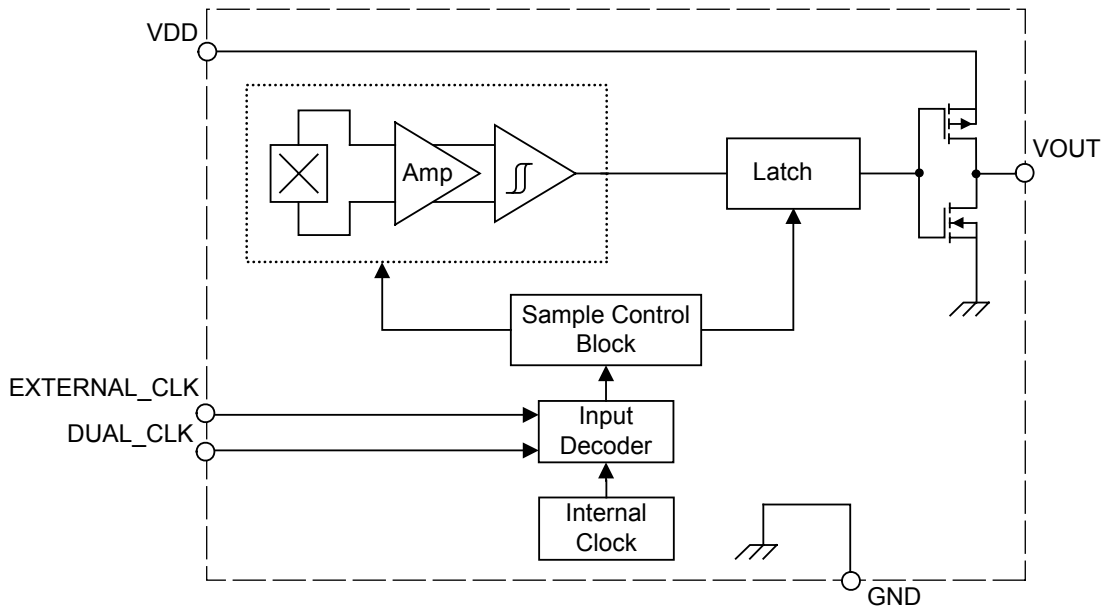 VDD
Amp
Latch
VOUT
Sample Control
Block
EXTERNAL_CLK
DUAL_CLK
Input
Decoder
Internal
Clock
GND